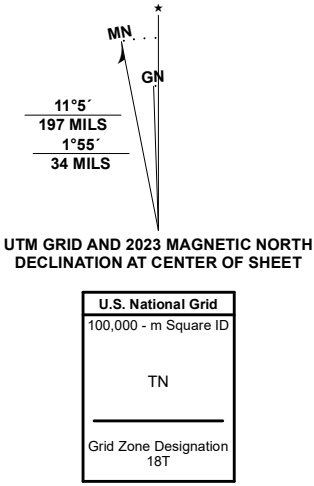 ★
MN
GN
11°5´
197 MILS
1°55´
34 MILS
UTM GRID AND 2023 MAGNETIC NORTH
DECLINATION AT CENTER OF SHEET
U.S. National Grid
100,000 - m Square ID
TN
Grid Zone Designation
18T